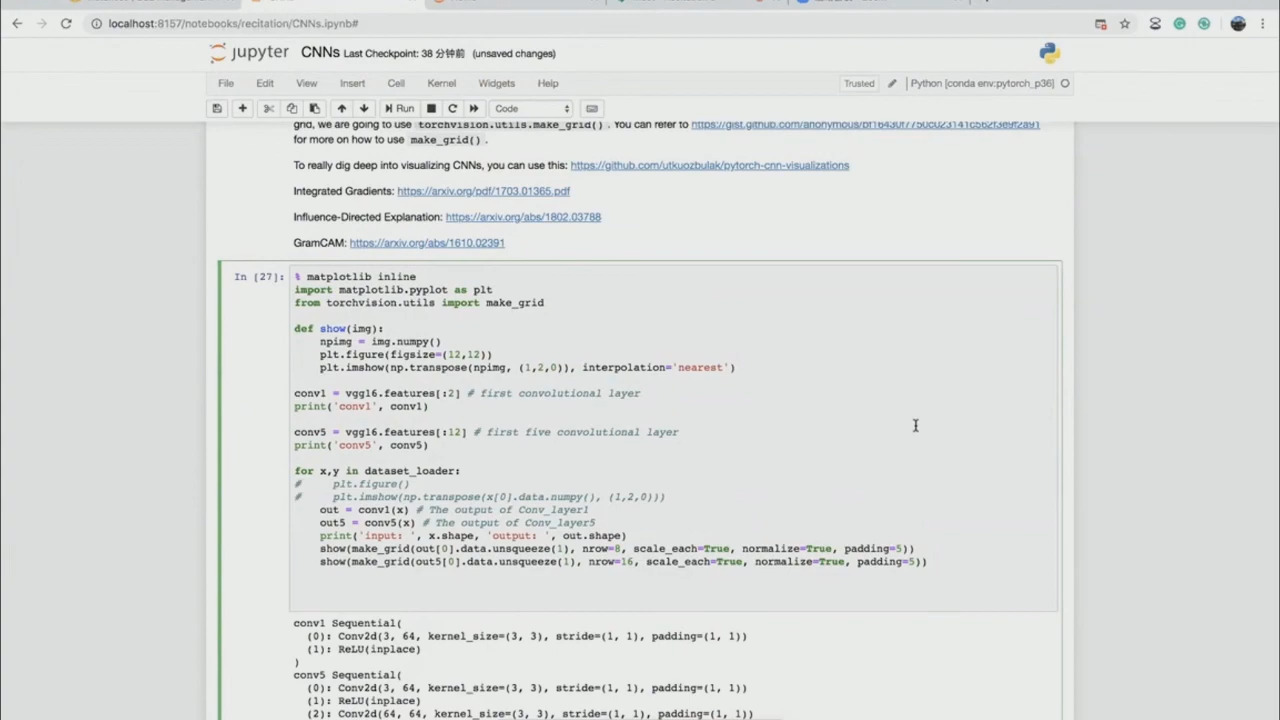 localhost:8157/notebooks/recitation/CNNs.ipynb#
jupyter CNNs Last Checkpoint: 38 分钟前 (unsaved changes)
File Edit View Insert Cell Kernel Widgets Help
Trusted Python [conda env:pytorch_p36]
Run Code
grid, we are going to use torchvision.utils.make_grid() . You can refer to
for more on how to use make_grid() .
To really dig deep into visualizing CNNs, you can use this: https://github.com/utkuozbulak/pytorch-cnn-visualizations
Integrated Gradients: https://arxiv.org/pdf/1703.01365.pdf
Influence-Directed Explanation: https://arxiv.org/abs/1802.03788
GramCAM: https://arxiv.org/abs/1610.02391
In [27]:
% matplotlib inline
import matplotlib.pyplot as plt
from torchvision.utils import make_grid
def show(img):
npimg = img.numpy()
plt.figure(figsize=(12,12))
plt.imshow(np.transpose(npimg, (1,2,0)), interpolation='nearest')
conv1 = vgg16.features[:2] # first convolutional layer
print('conv1', conv1)
conv5 = vgg16.features[:12] # first five convolutional layer
print('conv5', conv5)
for x,y in dataset_loader:
# plt.figure()
# plt.imshow(np.transpose(x[0].data.numpy(), (1,2,0)))
out = conv1(x) # The output of Conv_layer1
out5 = conv5(x) # The output of Conv_layer5
print('input: ', x.shape, 'output: ', out.shape)
show(make_grid(out[0].data.unsqueeze(1), nrow=8, scale_each=True, normalize=True, padding=5))
show(make_grid(out5[0].data.unsqueeze(1), nrow=16, scale_each=True, normalize=True, padding=5))
conv1 Sequential(
(0): Conv2d(3, 64, kernel_size=(3, 3), stride=(1, 1), padding=(1, 1))
(1): ReLU(inplace)
)
conv5 Sequential(
(0): Conv2d(3, 64, kernel_size=(3, 3), stride=(1, 1), padding=(1, 1))
(1): ReLU(inplace)
(2): Conv2d(64, 64, kernel_size=(3, 3), stride=(1, 1), padding=(1, 1))